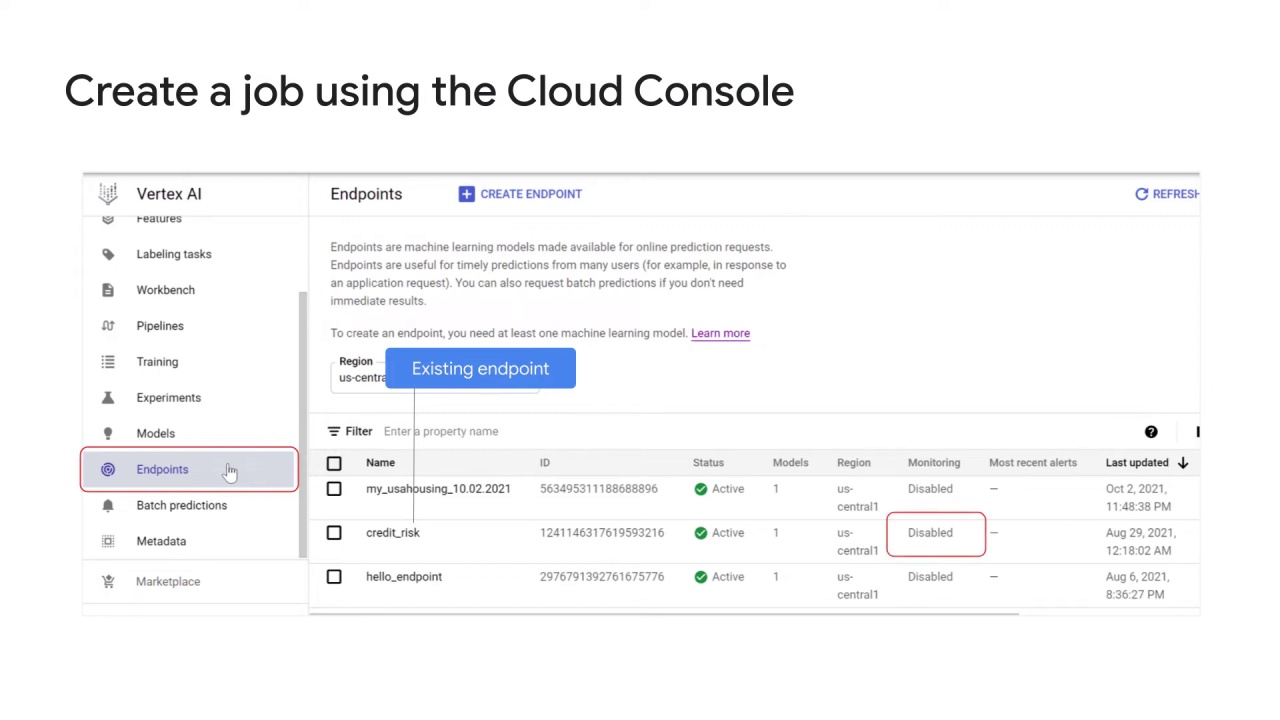 Create a job using the Cloud Console
Vertex AI
Features
Labeling tasks
Workbench
Pipelines
Training
Experiments
Models
Endpoints
Batch predictions
Metadata
Marketplace
Endpoints
CREATE ENDPOINT
REFRESH
Endpoints are machine learning models made available for online prediction requests.
Endpoints are useful for timely predictions from many users (for example, in response to
an application request). You can also request batch predictions if you don't need
immediate results.
To create an endpoint, you need at least one machine learning model. Learn more
Region
us-centra
Existing endpoint
Filter Enter a property name
Name ID Status Models Region Monitoring Most recent alerts Last updated
my_usahousing_10.02.2021 563495311188688896 Active 1 us- Disabled — Oct 2, 2021,
central1 11:48:38 PM
credit_risk 1241146317619593216 Active 1 us- Disabled — Aug 29, 2021,
central1 12:18:02 AM
hello_endpoint 2976791392761675776 Active 1 us- Disabled — Aug 6, 2021,
central1 8:36:27 PM